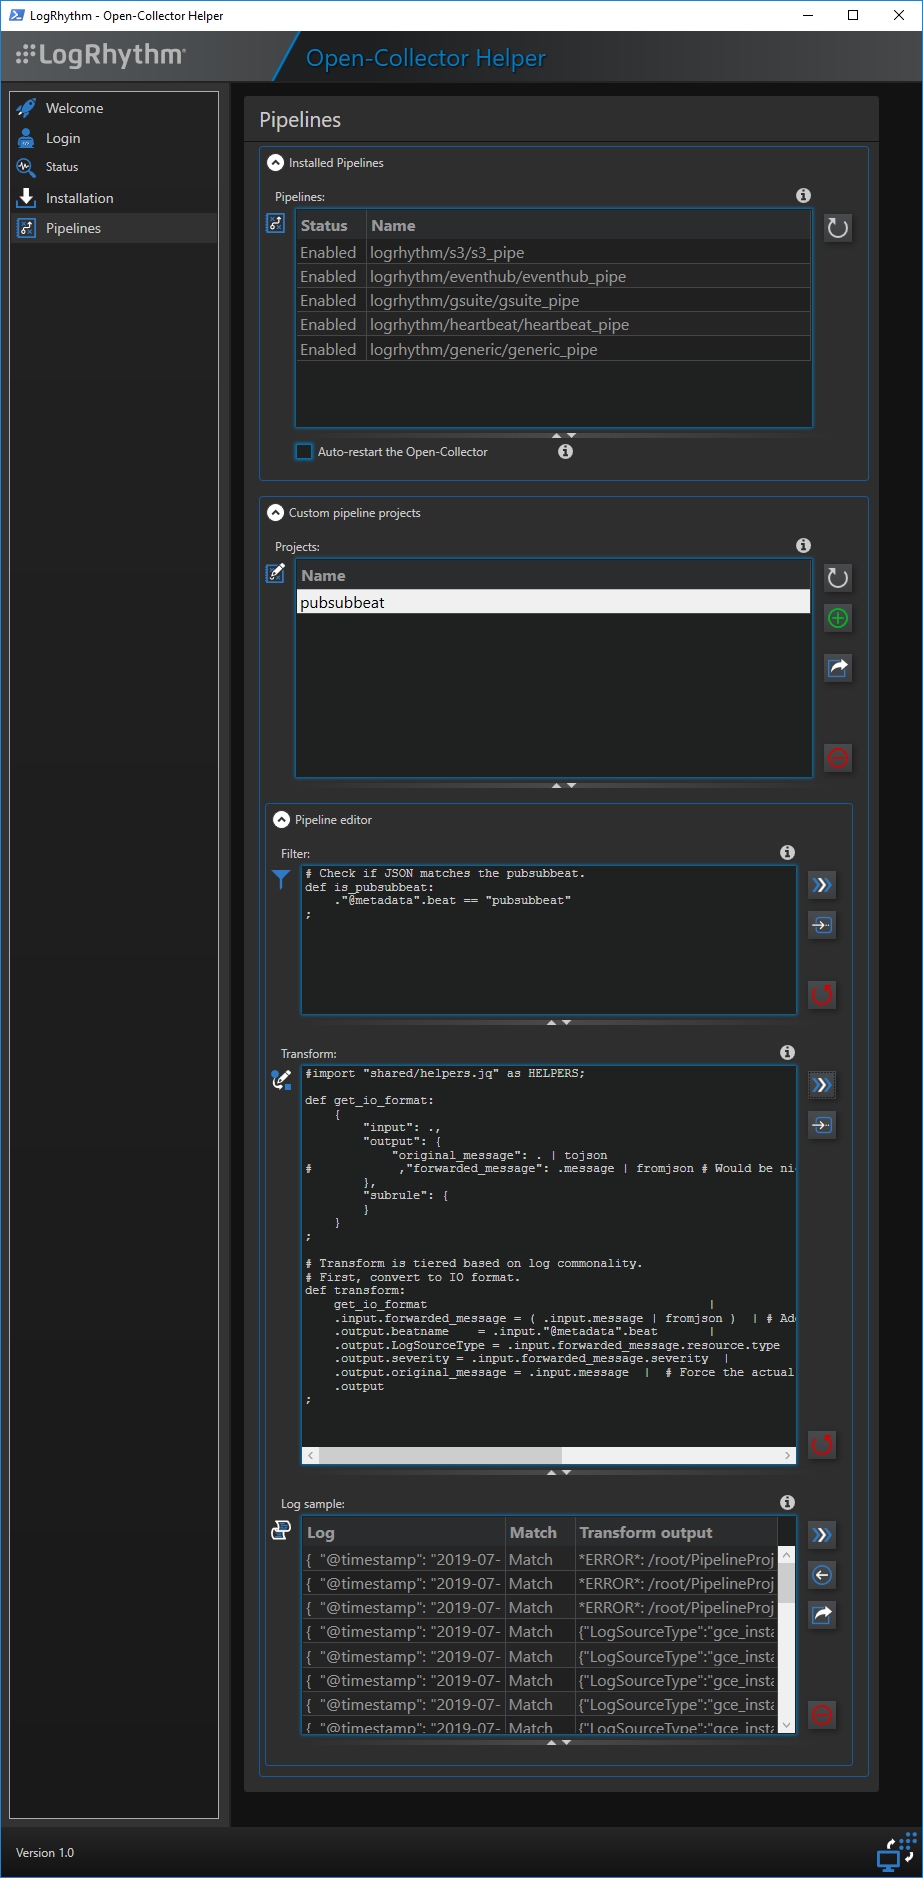 LogRhythm - Open-Collector Helper
LogRhythm
Open-Collector Helper
Welcome
Login
Status
Installation
Pipelines
Pipelines
Installed Pipelines
Pipelines:
Status Name
Enabled logrhythm/s3/s3_pipe
Enabled logrhythm/eventhub/eventhub_pipe
Enabled logrhythm/gsuite/gsuite_pipe
Enabled logrhythm/heartbeat/heartbeat_pipe
Enabled logrhythm/generic/generic_pipe
Auto-restart the Open-Collector
Custom pipeline projects
Projects:
Name
pubsubbeat
Pipeline editor
Filter:
# Check if JSON matches the pubsubbeat.
def is_pubsubbeat:
    ."@metadata".beat == "pubsubbeat"
;
Transform:
#import "shared/helpers.jq" as HELPERS;
def get_io_format:
    {
        "input": .,
        "output": {
            "original_message": . | tojson
#            ,"forwarded_message": .message | fromjson # Would be ni
        },
        "subrule": {
        }
    }
;
# Transform is tiered based on log commonality.
# First, convert to IO format.
def transform:
    get_io_format                                       |
    .input.forwarded_message = ( .input.message | fromjson )  | # Ad
    .output.beatname    = .input."@metadata".beat       |
    .output.LogSourceType = .input.forwarded_message.resource.type
    .output.severity = .input.forwarded_message.severity  |
    .output.original_message = .input.message  |  # Force the actual
    .output
;
Log sample:
Log Match Transform output
{ "@timestamp": "2019-07- Match *ERROR*: /root/PipelineProj
{ "@timestamp": "2019-07- Match *ERROR*: /root/PipelineProj
{ "@timestamp": "2019-07- Match *ERROR*: /root/PipelineProj
{ "@timestamp": "2019-07- Match {"LogSourceType":"gce_insta
{ "@timestamp": "2019-07- Match {"LogSourceType":"gce_insta
{ "@timestamp": "2019-07- Match {"LogSourceType":"gce_insta
{ "@timestamp": "2019-07- Match {"LogSourceType":"gce_insta
{ "@timestamp": "2019-07- Match {"LogSourceType":"gce_insta
Version 1.0